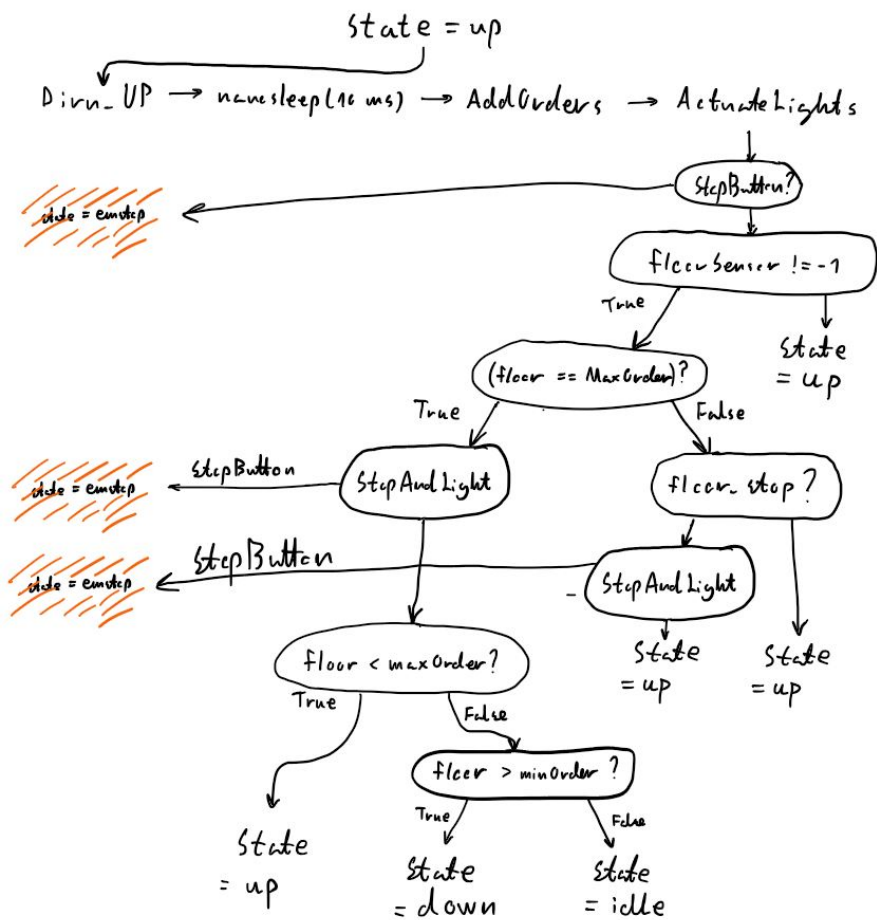 State = up
Dirn_UP → nanosleep(10 ms) → AddOrders → ActuateLights
StopButton?
state = emstop
floorSensor != -1
True
State
= up
(floor == MaxOrder)?
True
False
StopButton
StopAndLight
floor_stop?
state = emstop
StopButton
state = emstop
StopAndLight
floor < maxOrder?
State
= up
State
= up
True
False
floor > minOrder ?
True
False
State
= up
State
= down
State
= idle